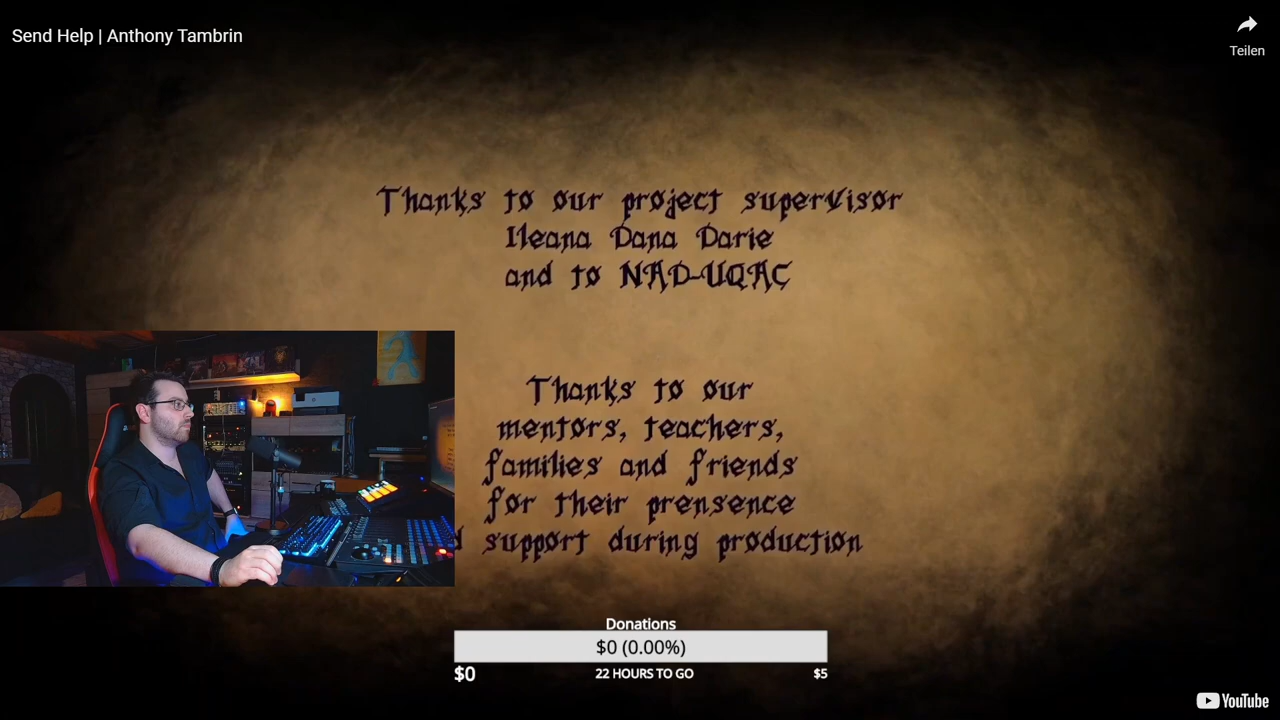 Send Help | Anthony Tambrin
Teilen
Thanks to our project supervisor
Ileana Dana Darie
and to NAD-UQAC
Thanks to our
mentors, teachers,
families and friends
for their prensence
d support during production
Donations
$0 (0.00%)
$0 22 HOURS TO GO $5
YouTube